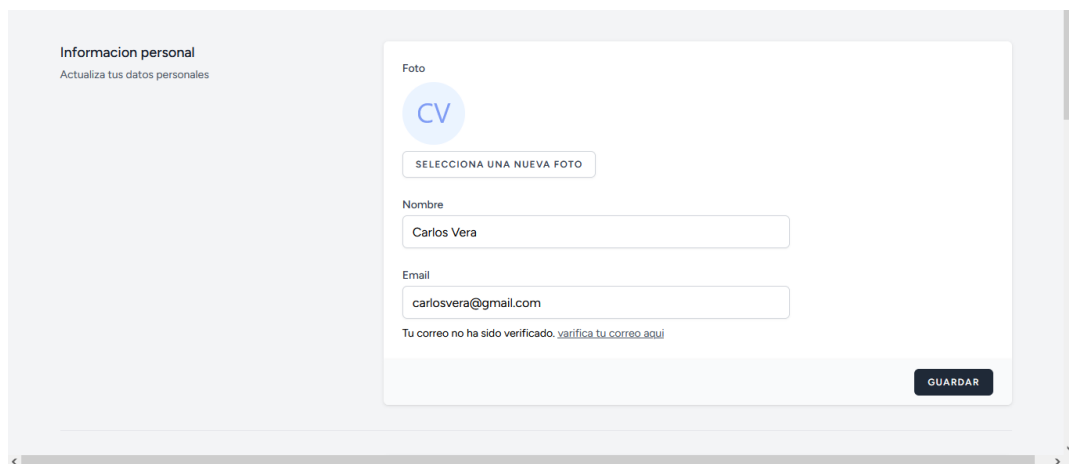 Informacion personal
Actualiza tus datos personales
Foto
CV
SELECCIONA UNA NUEVA FOTO
Nombre
Carlos Vera
Email
carlosvera@gmail.com
Tu correo no ha sido verificado. varifica tu correo aqui
GUARDAR